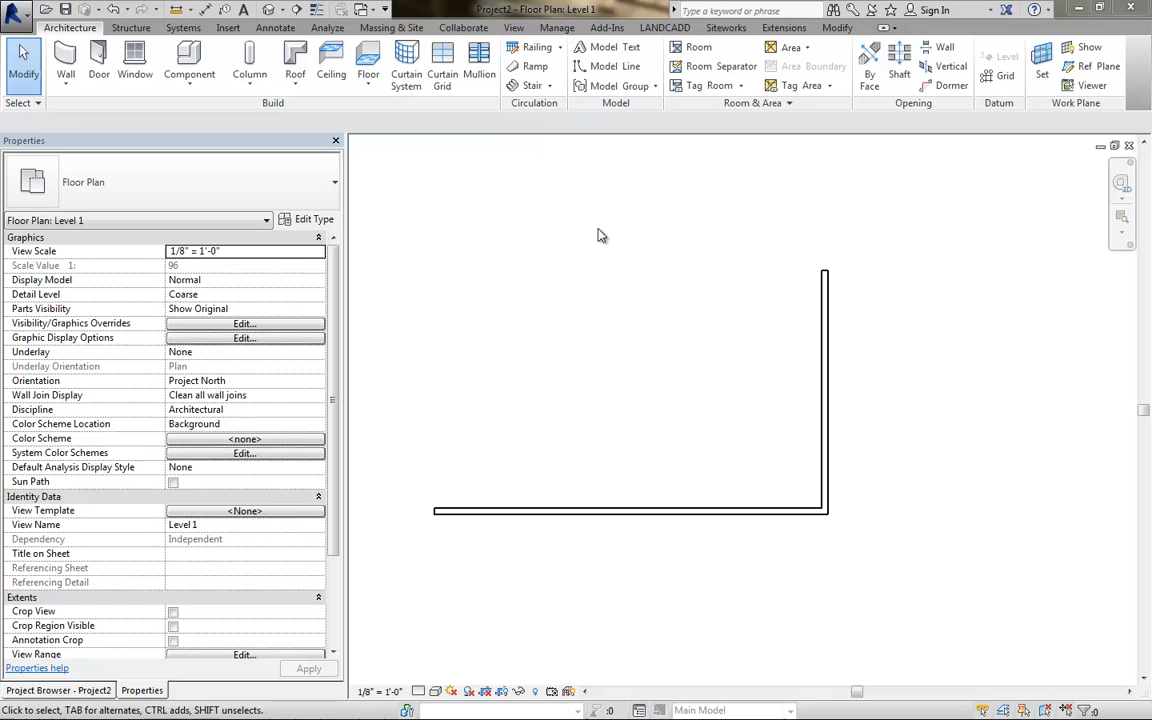 Project2 - Floor Plan: Level 1
Type a keyword or phrase
Sign In
Architecture Structure Systems Insert Annotate Analyze Massing & Site Collaborate View Manage Add-Ins LANDCADD Siteworks Extensions Modify
Modify Wall Door Window Component Column Roof Ceiling Floor Curtain System Curtain Grid Mullion
Railing
Ramp
Stair
Model Text
Model Line
Model Group
Room
Room Separator
Tag Room
Area
Area Boundary
Tag Area
By Face
Shaft
Wall
Vertical
Dormer
Level
Grid
Set
Show
Ref Plane
Viewer
Select Build Circulation Model Room & Area Opening Datum Work Plane
Properties
Floor Plan
Floor Plan: Level 1 Edit Type
Graphics
View Scale 1/8" = 1'-0"
Scale Value 1: 96
Display Model Normal
Detail Level Coarse
Parts Visibility Show Original
Visibility/Graphics Overrides Edit...
Graphic Display Options Edit...
Underlay None
Underlay Orientation Plan
Orientation Project North
Wall Join Display Clean all wall joins
Discipline Architectural
Color Scheme Location Background
Color Scheme <none>
System Color Schemes Edit...
Default Analysis Display Style None
Sun Path
Identity Data
View Template <None>
View Name Level 1
Dependency Independent
Title on Sheet
Referencing Sheet
Referencing Detail
Extents
Crop View
Crop Region Visible
Annotation Crop
View Range Edit...
Properties help Apply
Project Browser - Project2 Properties
1/8" = 1'-0"
Click to select, TAB for alternates, CTRL adds, SHIFT unselects.
:0
Main Model
:0
2D